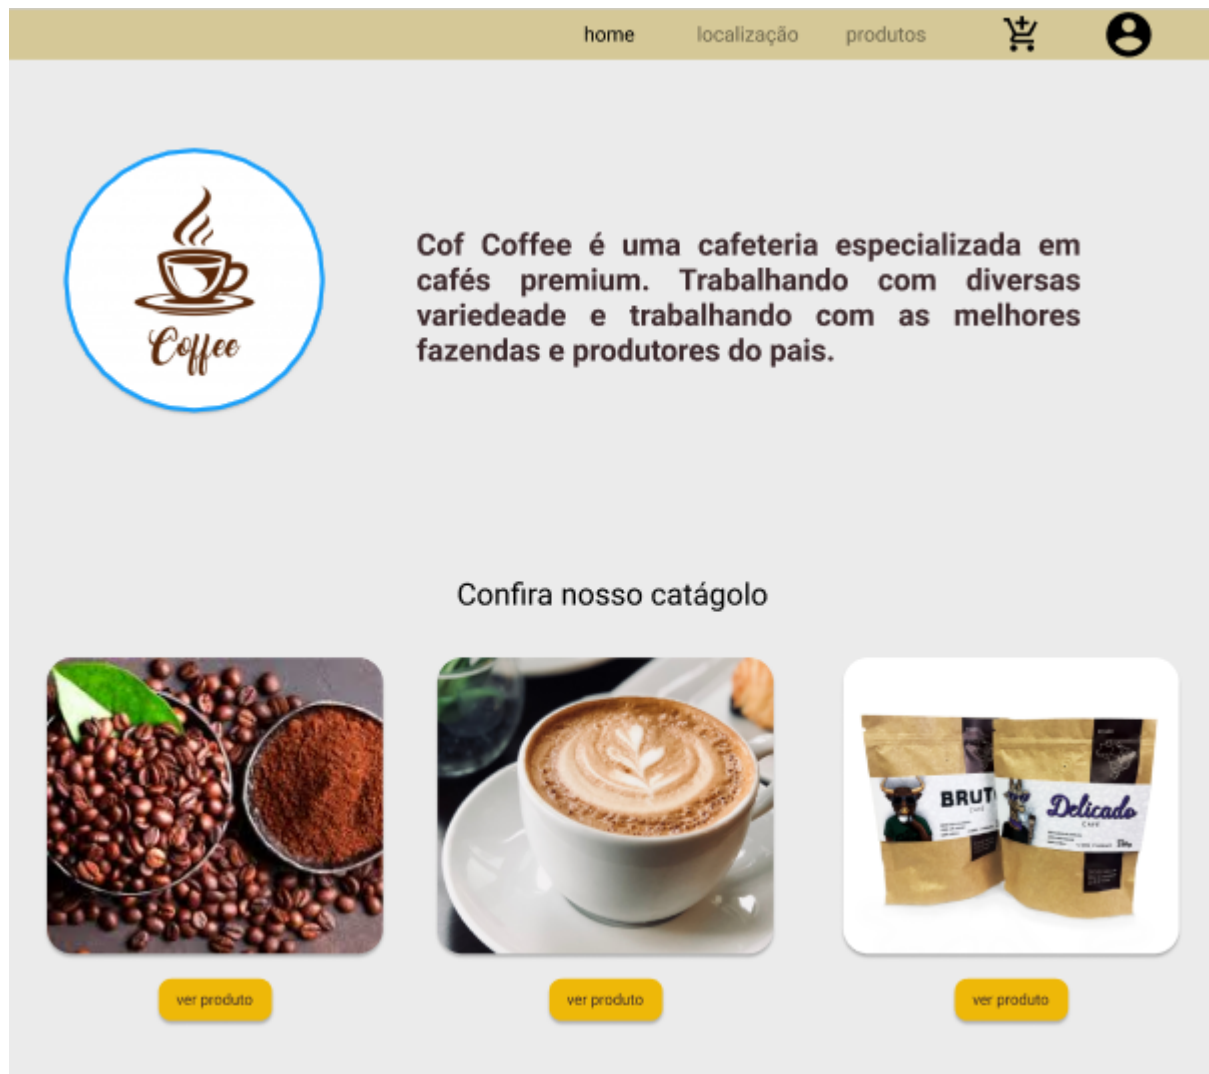 home localização produtos
Coffee
Cof Coffee é uma cafeteria especializada em
cafés premium. Trabalhando com diversas
variedeade e trabalhando com as melhores
fazendas e produtores do pais.
Confira nosso catágolo
BRUT
Delicado
CAFÉ
ver produto ver produto ver produto